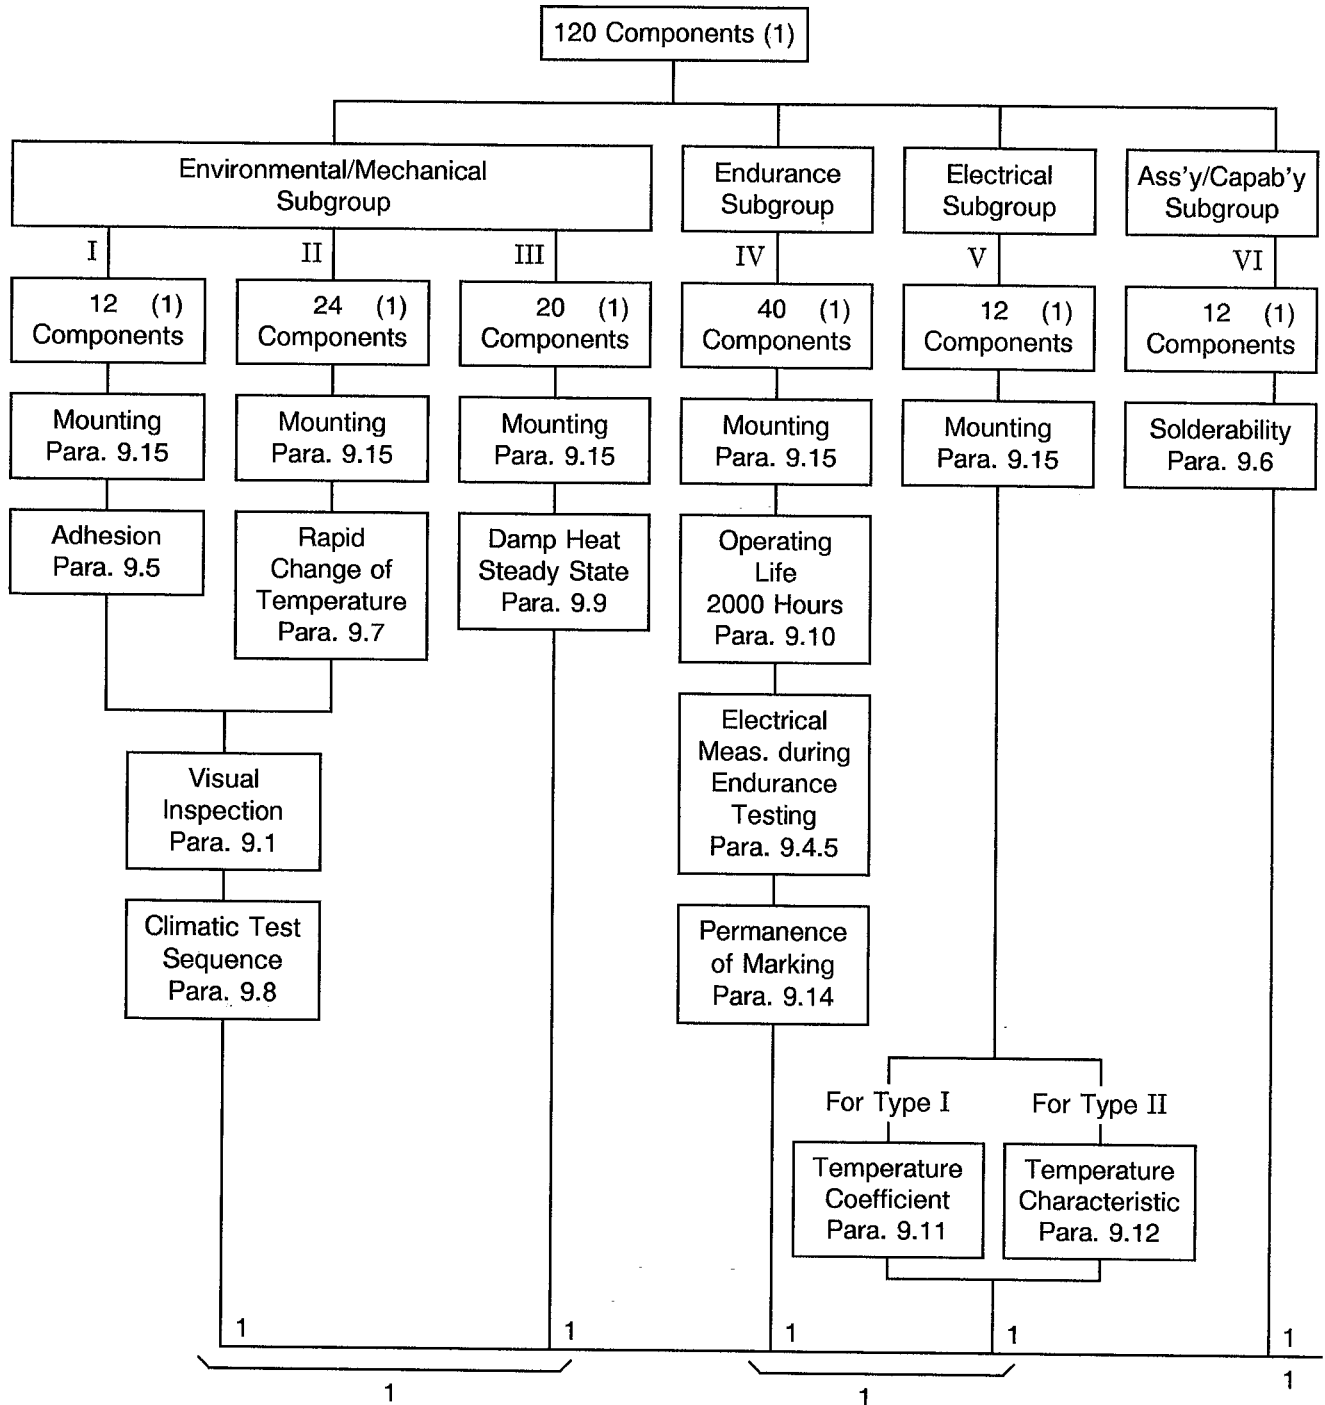 120 Components (1)
Environmental/Mechanical
Subgroup
Endurance
Subgroup
Electrical
Subgroup
Ass'y/Capab'y
Subgroup
I
II
III
IV
V
VI
12 (1)
Components
24 (1)
Components
20 (1)
Components
40 (1)
Components
12 (1)
Components
12 (1)
Components
Mounting
Para. 9.15
Mounting
Para. 9.15
Mounting
Para. 9.15
Mounting
Para. 9.15
Mounting
Para. 9.15
Solderability
Para. 9.6
Adhesion
Para. 9.5
Rapid
Change of
Temperature
Para. 9.7
Damp Heat
Steady State
Para. 9.9
Operating
Life
2000 Hours
Para. 9.10
Electrical
Meas. during
Endurance
Testing
Para. 9.4.5
Visual
Inspection
Para. 9.1
Climatic Test
Sequence
Para. 9.8
Permanence
of Marking
Para. 9.14
For Type I
For Type II
Temperature
Coefficient
Para. 9.11
Temperature
Characteristic
Para. 9.12
1
1
1
1
1
1
1
1